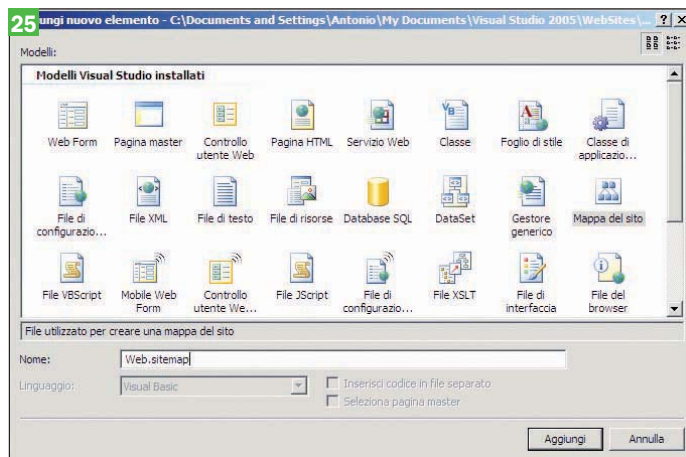 25
ungi nuovo elemento - C:\Documents and Settings\Antonio\My Documents\Visual Studio 2005\WebSites\...
Modelli:
Modelli Visual Studio installati
Web Form Pagina master Controllo utente Web Pagina HTML Servizio Web Classe Foglio di stile Classe di applicazio...
File di configurazio... File XML File di testo File di risorse Database SQL DataSet Gestore generico Mappa del sito
File VBScript Mobile Web Form Controllo utente We... File JScript File di configurazio... File XSLT File di interfaccia File del browser
File utilizzato per creare una mappa del sito
Nome: Web.sitemap
Linguaggio: Visual Basic Inserisci codice in file separato
Seleziona pagina master
Aggiungi Annulla